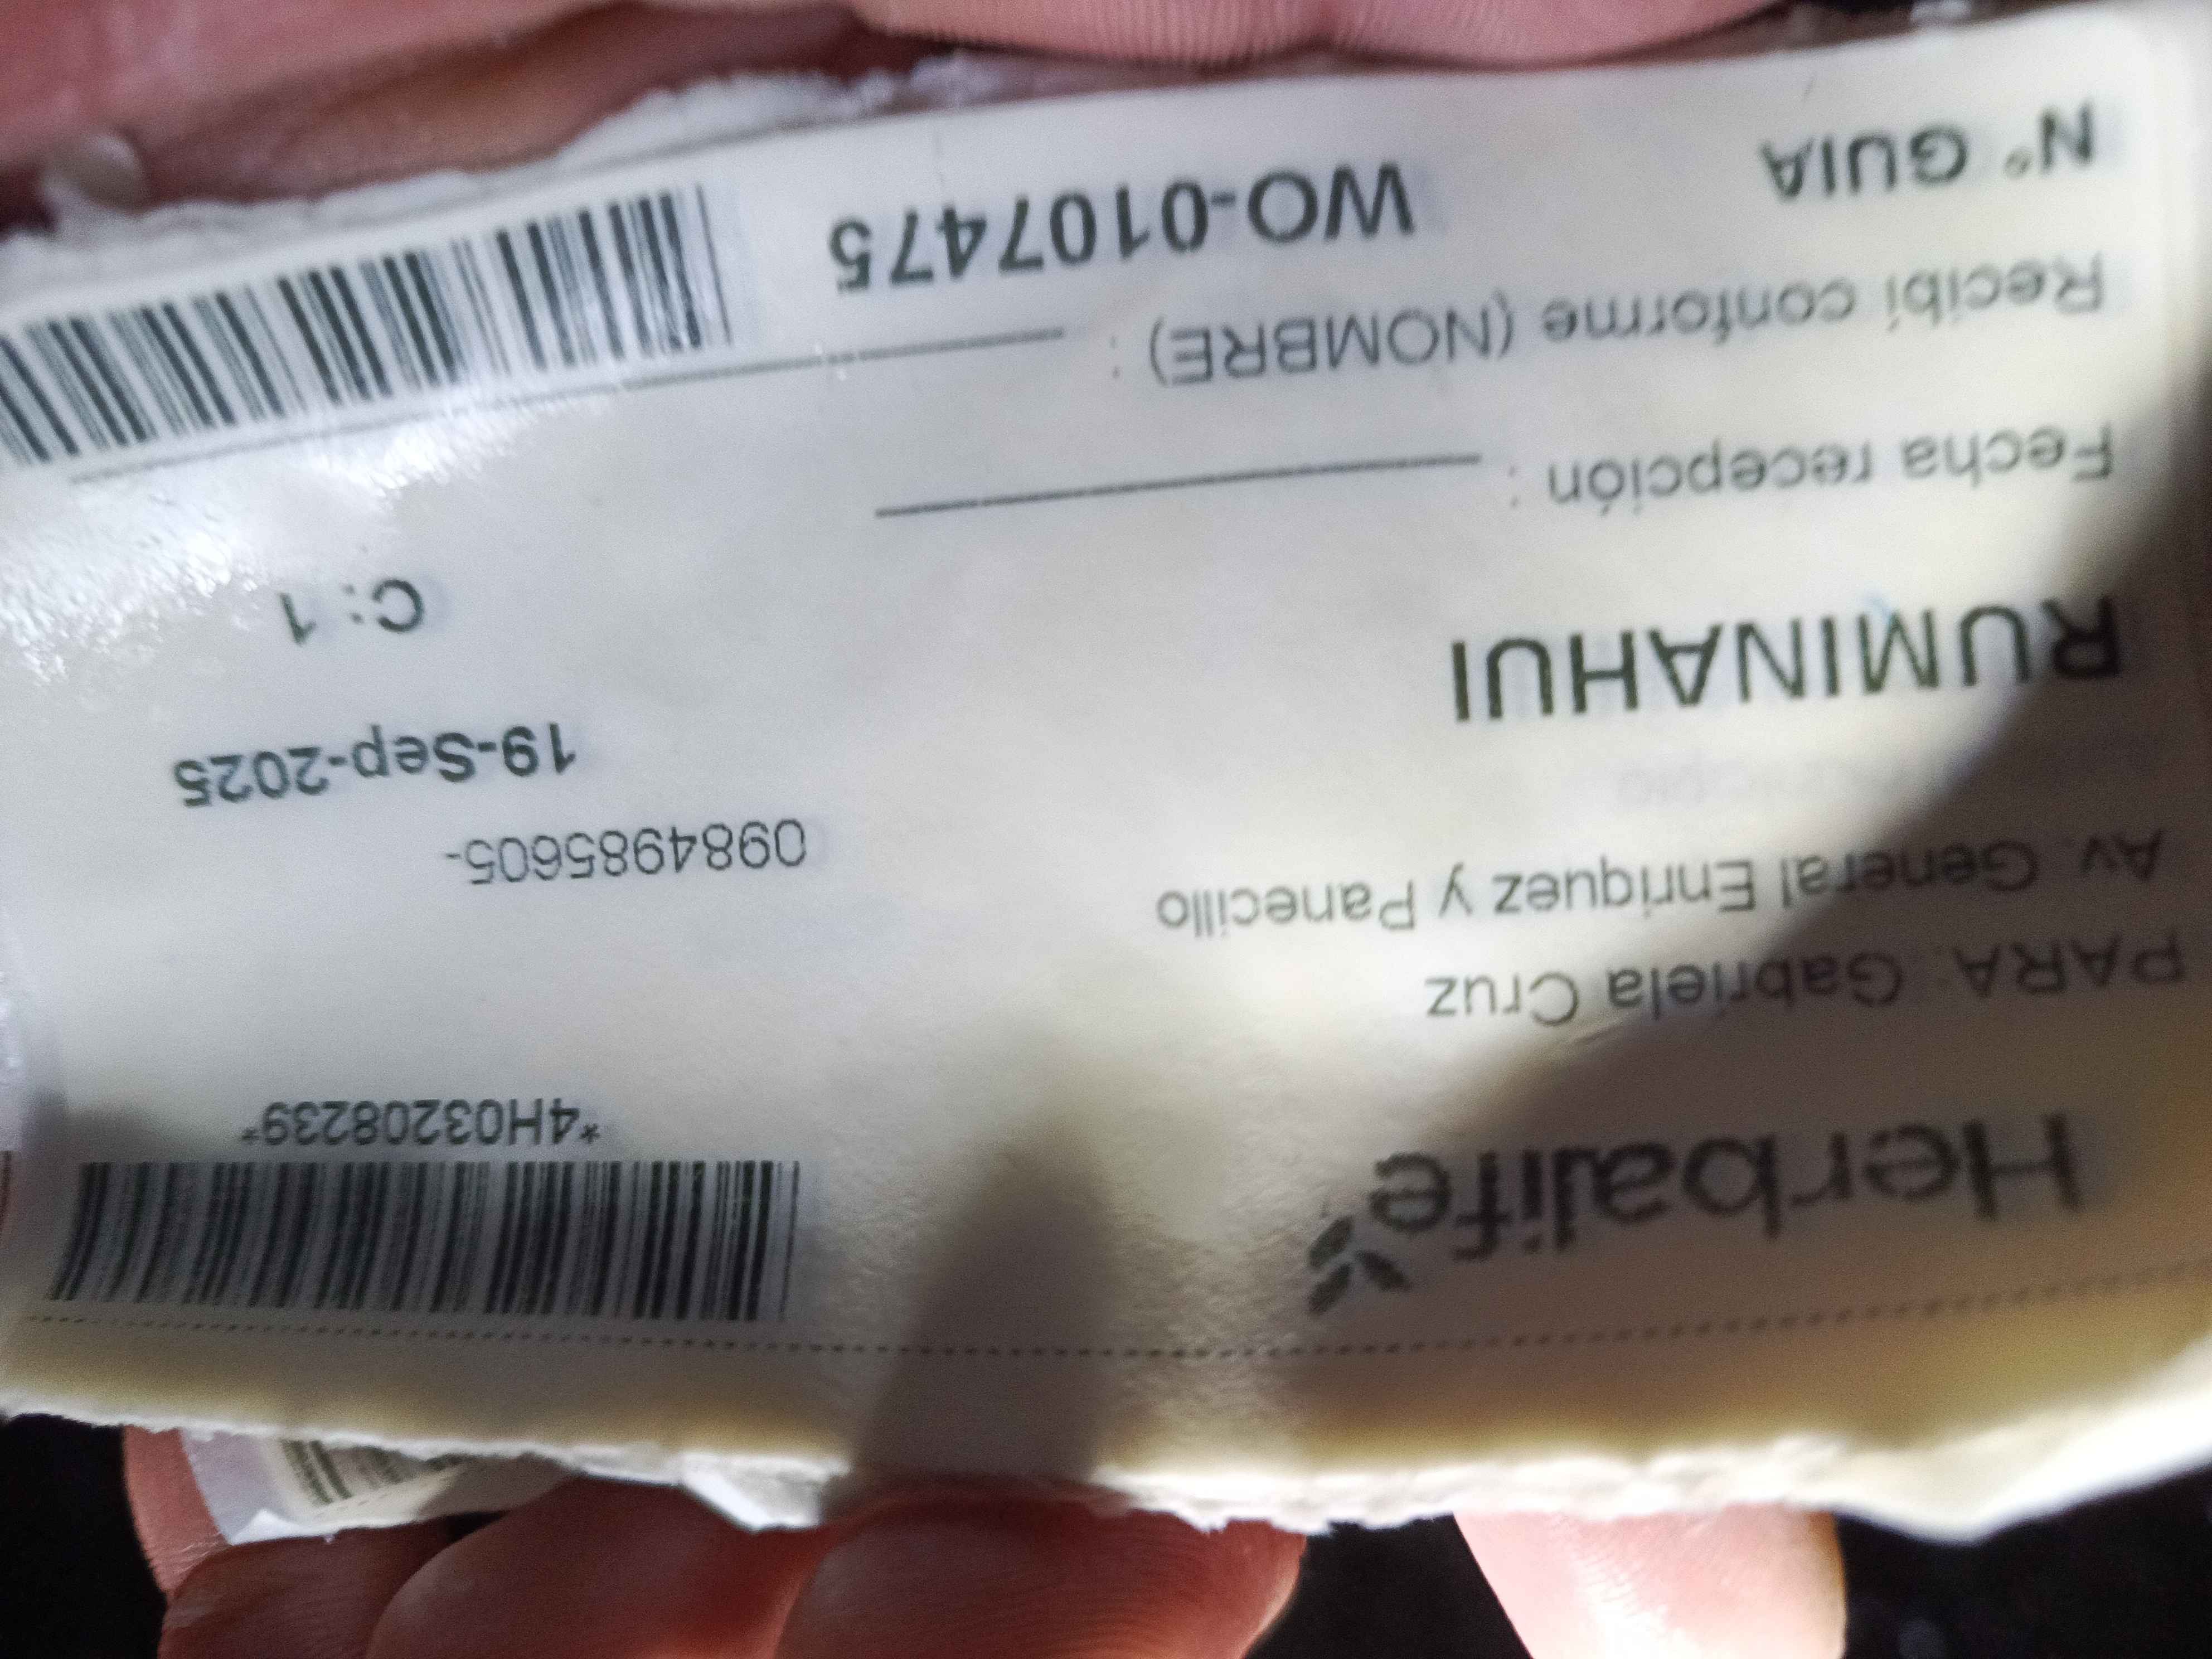 Herbalife
*4H03208239*
PARA: Gabriela Cruz
Av. General Enriquez y Panecillo
0984985605-
19-Sep-2025
RUMINAHUI
C: 1
Fecha recepción :
Recibí conforme (NOMBRE) :
N° GUIA WO-01074475